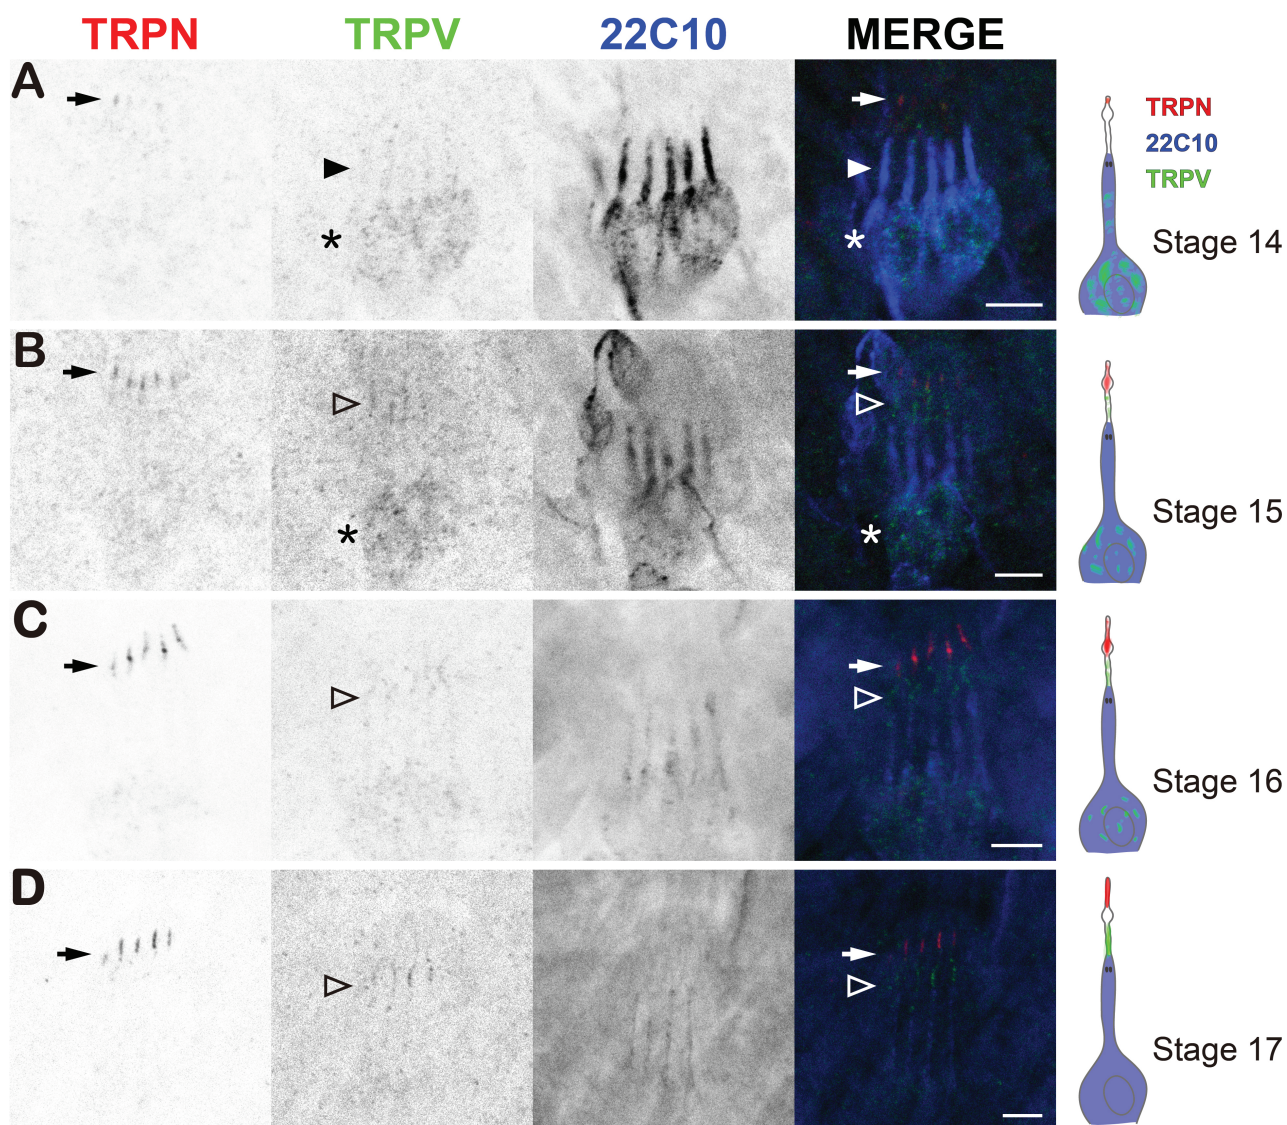 TRPN TRPV 22C10 MERGE
A
*
*
TRPN
22C10
TRPV
Stage 14
B
*
*
Stage 15
C
Stage 16
D
Stage 17